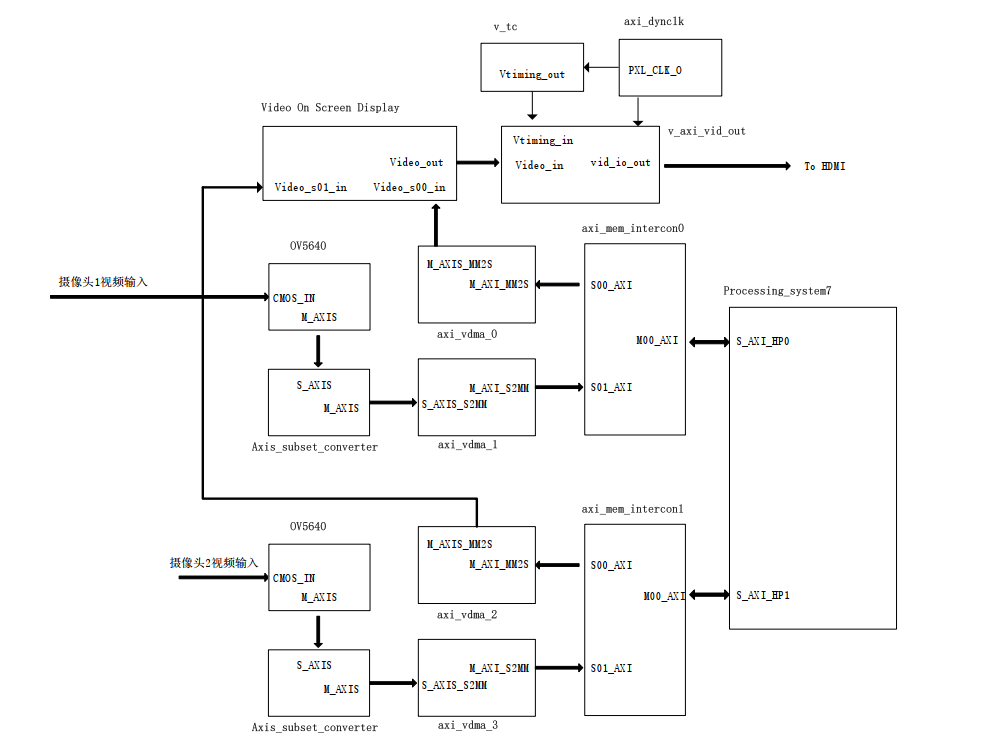 v_tc
axi_dynclk
Vtiming_out
PXL_CLK_O
Video On Screen Display
v_axi_vid_out
Vtiming_in
Video_out
Video_in
vid_io_out
To HDMI
Video_s01_in
Video_s00_in
axi_mem_intercon0
OV5640
M_AXIS_MM2S
摄像头1视频输入
M_AXI_MM2S
S00_AXI
Processing_system7
CMOS_IN
M_AXIS
axi_vdma_0
M00_AXI
S_AXI_HP0
S_AXIS
M_AXI_S2MM
S01_AXI
M_AXIS
S_AXIS_S2MM
Axis_subset_converter
axi_vdma_1
axi_mem_intercon1
OV5640
M_AXIS_MM2S
摄像头2视频输入
M_AXI_MM2S
S00_AXI
CMOS_IN
M_AXIS
M00_AXI
S_AXI_HP1
axi_vdma_2
S_AXIS
M_AXI_S2MM
S01_AXI
M_AXIS
S_AXIS_S2MM
Axis_subset_converter
axi_vdma_3